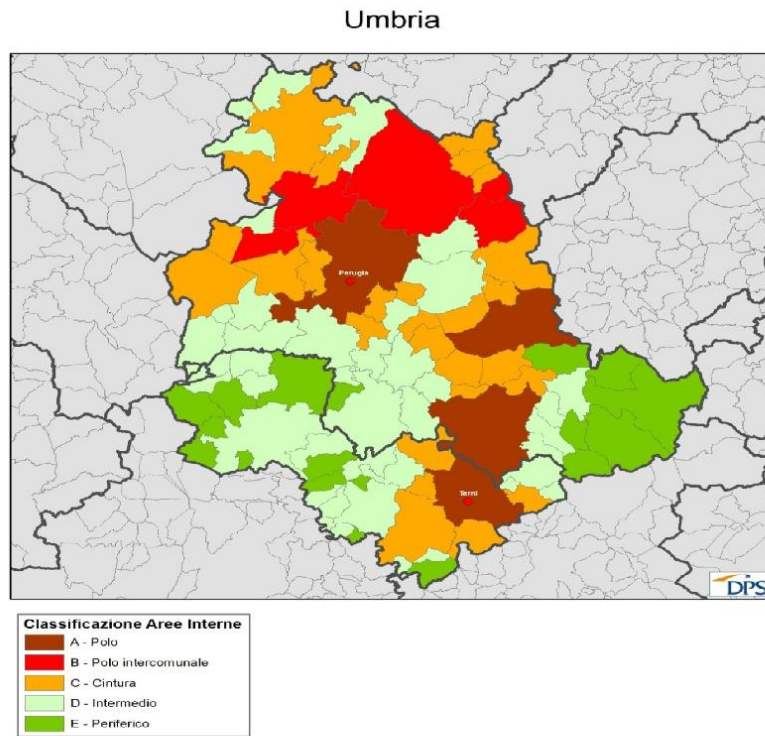 Umbria
Perugia
Terni
DPS
Classificazione Aree Interne
A - Polo
B - Polo intercomunale
C - Cintura
D - Intermedio
E - Periferico